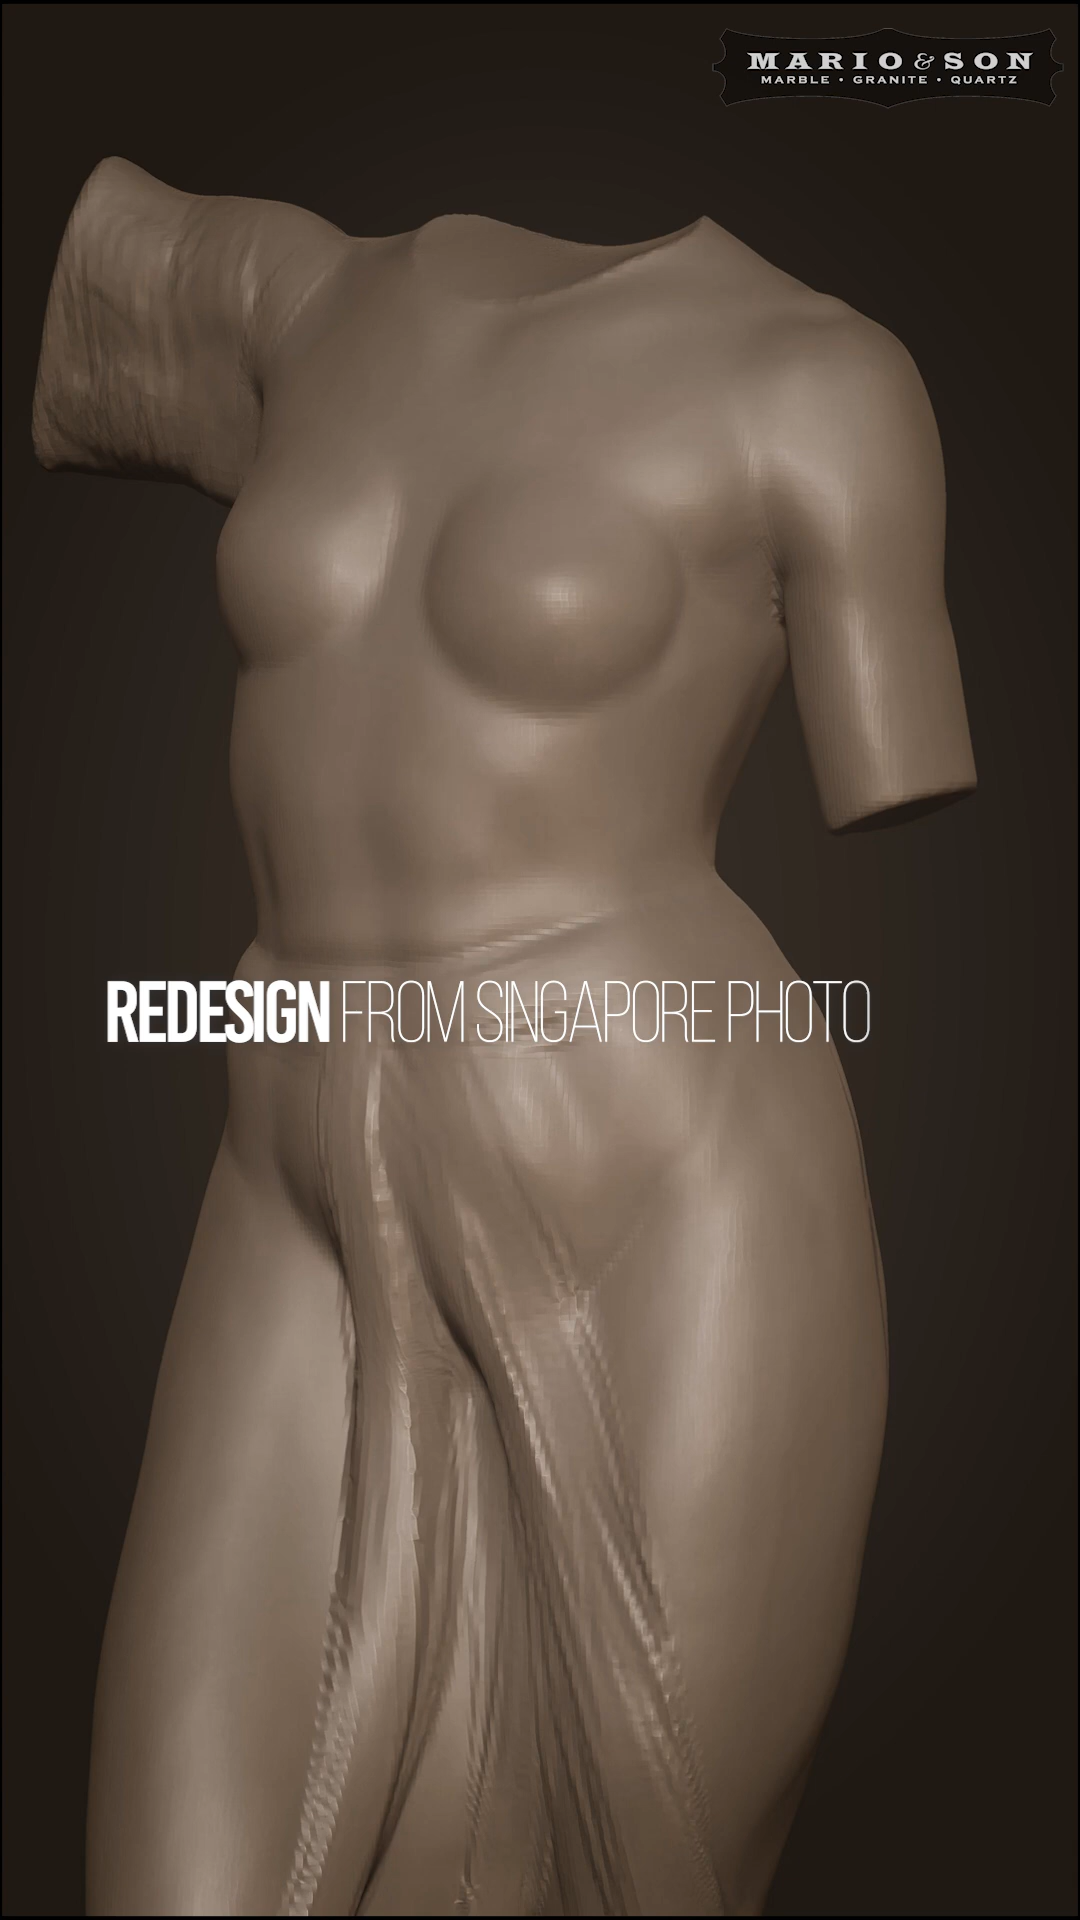 MARIO & SON
MARBLE • GRANITE • QUARTZ
REDESIGN FROM SINGAPORE PHOTO